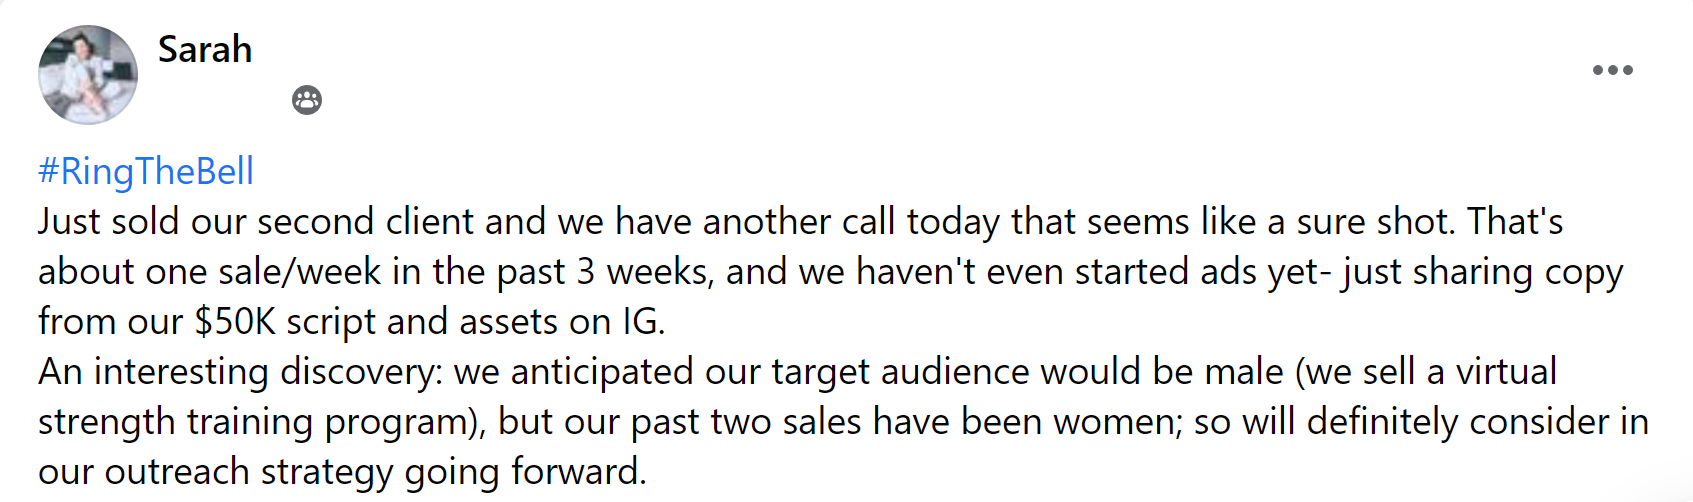 Sarah
#RingTheBell
Just sold our second client and we have another call today that seems like a sure shot. That's
about one sale/week in the past 3 weeks, and we haven't even started ads yet- just sharing copy
from our $50K script and assets on IG.
An interesting discovery: we anticipated our target audience would be male (we sell a virtual
strength training program), but our past two sales have been women; so will definitely consider in
our outreach strategy going forward.